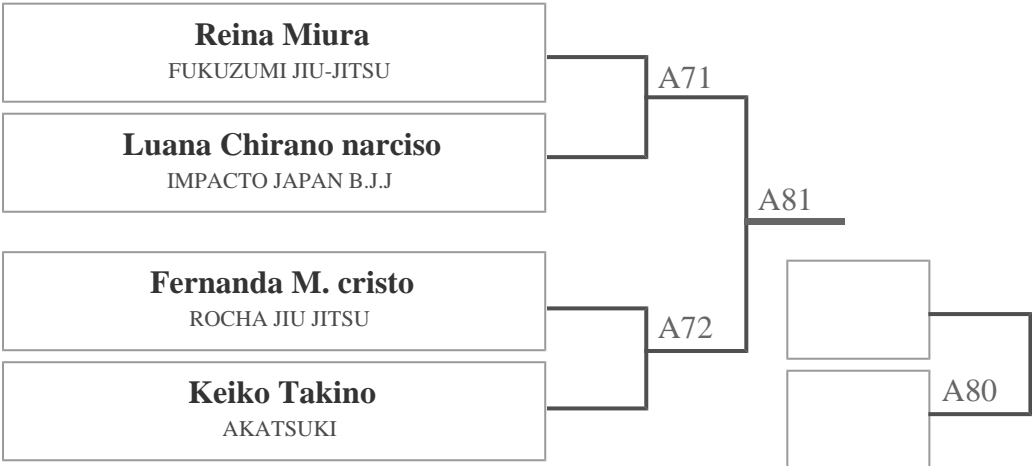 Reina Miura
FUKUZUMI JIU-JITSU
A71
Luana Chirano narciso
IMPACTO JAPAN B.J.J
A81
Fernanda M. cristo
ROCHA JIU JITSU
A72
Keiko Takino
AKATSUKI
A80